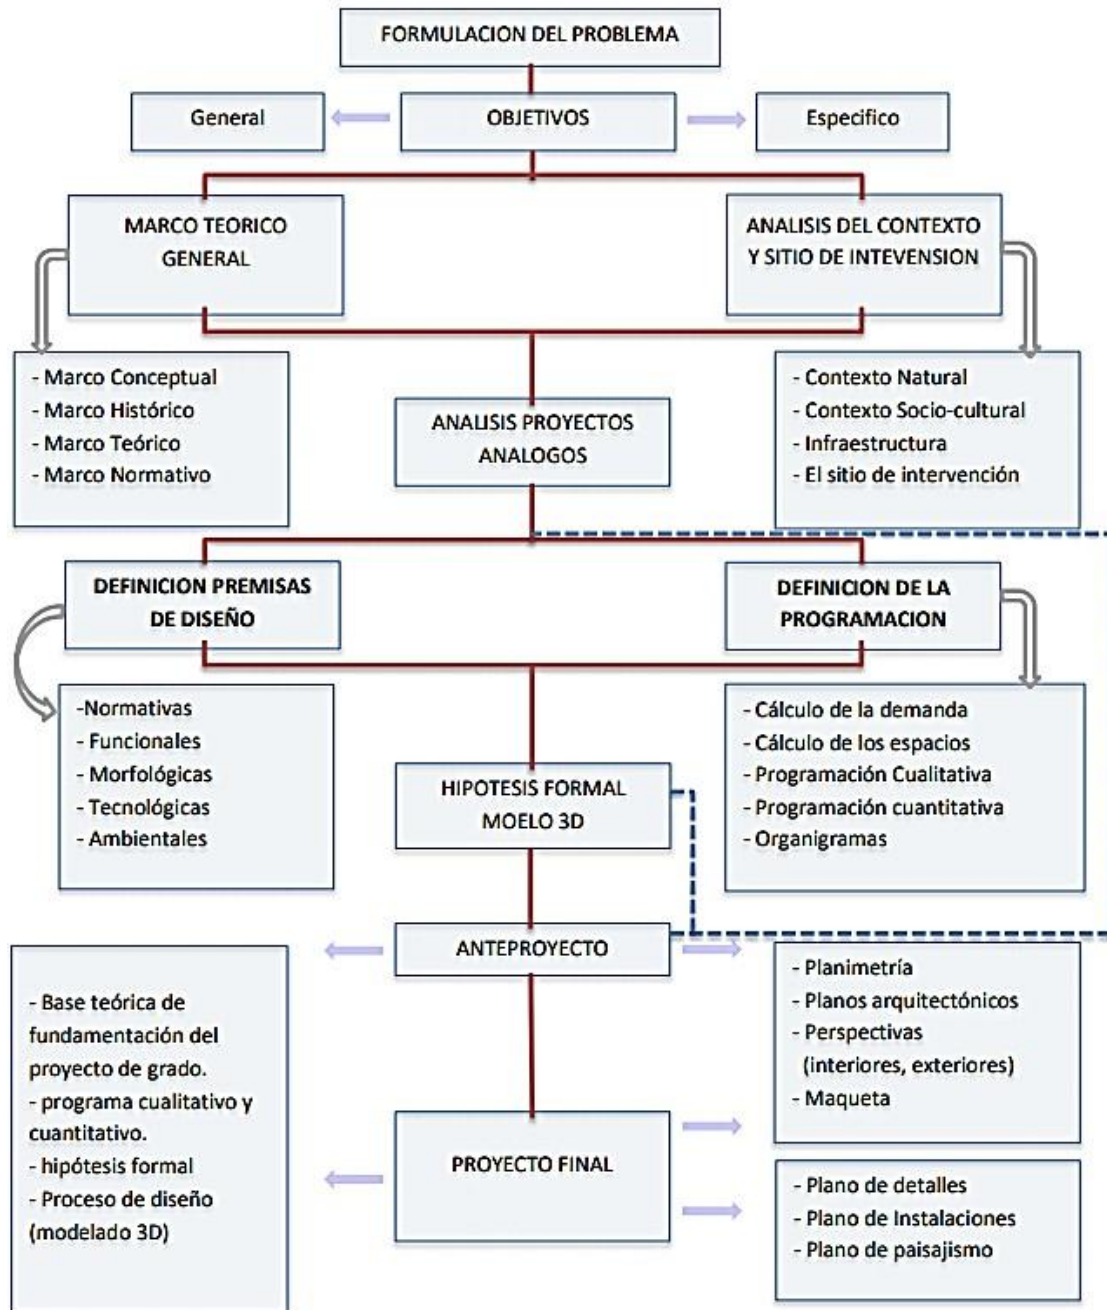 FORMULACION DEL PROBLEMA
General
OBJETIVOS
Especifico
MARCO TEORICO
GENERAL
ANALISIS DEL CONTEXTO
Y SITIO DE INTEVENSION
- Marco Conceptual
- Marco Histórico
- Marco Teórico
- Marco Normativo
ANALISIS PROYECTOS
ANALOGOS
- Contexto Natural
- Contexto Socio-cultural
- Infraestructura
- El sitio de intervención
DEFINICION PREMISAS
DE DISEÑO
DEFINICION DE LA
PROGRAMACION
-Normativas
- Funcionales
- Morfológicas
- Tecnológicas
- Ambientales
HIPOTESIS FORMAL
MOELO 3D
- Cálculo de la demanda
- Cálculo de los espacios
- Programación Cualitativa
- Programación cuantitativa
- Organigramas
ANTEPROYECTO
- Base teórica de
fundamentación del
proyecto de grado.
- programa cualitativo y
cuantitativo.
- hipótesis formal
- Proceso de diseño
(modelado 3D)
- Planimetría
- Planos arquitectónicos
- Perspectivas
(interiores, exteriores)
- Maqueta
PROYECTO FINAL
- Plano de detalles
- Plano de Instalaciones
- Plano de paisajismo